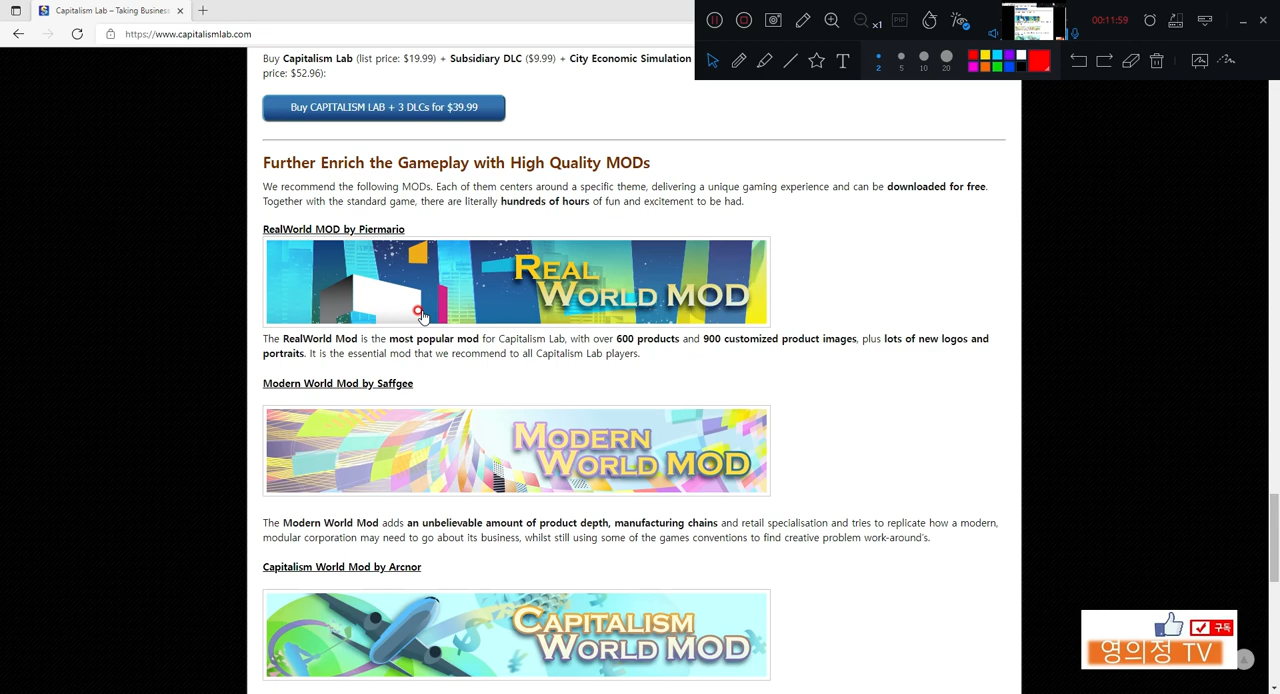 Capitalism Lab – Taking Business
https://www.capitalismlab.com
x1
PIP
00:11:59
T
2
5
10
20
Buy Capitalism Lab (list price: $19.99) + Subsidiary DLC ($9.99) + City Economic Simulation
Buy CAPITALISM LAB + 3 DLCs for $39.99
Further Enrich the Gameplay with High Quality MODs
We recommend the following MODs. Each of them centers around a specific theme, delivering a unique gaming experience and can be downloaded for free.
Together with the standard game, there are literally hundreds of hours of fun and excitement to be had.
RealWorld MOD by Piermario
REAL
WORLD MOD
The RealWorld Mod is the most popular mod for Capitalism Lab, with over 600 products and 900 customized product images, plus lots of new logos and
portraits. It is the essential mod that we recommend to all Capitalism Lab players.
Modern World Mod by Saffgee
MODERN
WORLD MOD
The Modern World Mod adds an unbelievable amount of product depth, manufacturing chains and retail specialisation and tries to replicate how a modern,
modular corporation may need to go about its business, whilst still using some of the games conventions to find creative problem work-around's.
Capitalism World Mod by Arcnor
CAPITALISM
WORLD MOD
구독
영의정 TV